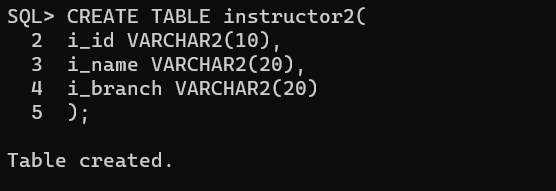 SQL> CREATE TABLE instructor2(
  2  i_id VARCHAR2(10),
  3  i_name VARCHAR2(20),
  4  i_branch VARCHAR2(20)
  5  );
Table created.